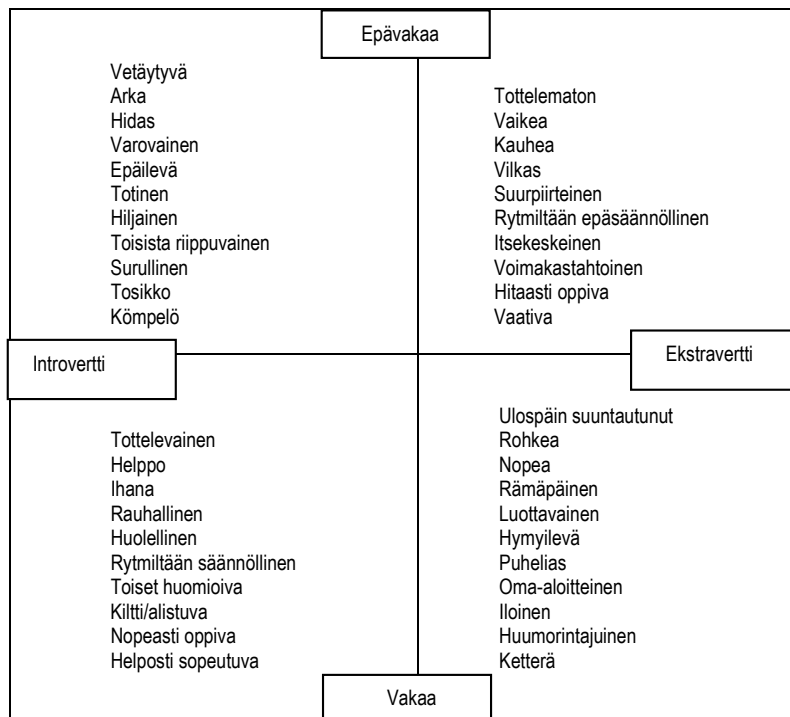 Epävakaa
Vetäytyvä
Arka
Hidas
Varovainen
Epäilevä
Totinen
Hiljainen
Toisista riippuvainen
Surullinen
Tosikko
Kömpelö
Tottelematon
Vaikea
Kauhea
Vilkas
Suurpiirteinen
Rytmiltään epäsäännöllinen
Itsekeskeinen
Voimakastahtoinen
Hitaasti oppiva
Vaativa
Introvertti
Ekstravertti
Tottelevainen
Helppo
Ihana
Rauhallinen
Huolellinen
Rytmiltään säännöllinen
Toiset huomioiva
Kiltti/alistuva
Nopeasti oppiva
Helposti sopeutuva
Ulospäin suuntautunut
Rohkea
Nopea
Rämäpäinen
Luottavainen
Hymyilevä
Puhelias
Oma-aloitteinen
Iloinen
Huumorintajuinen
Ketterä
Vakaa